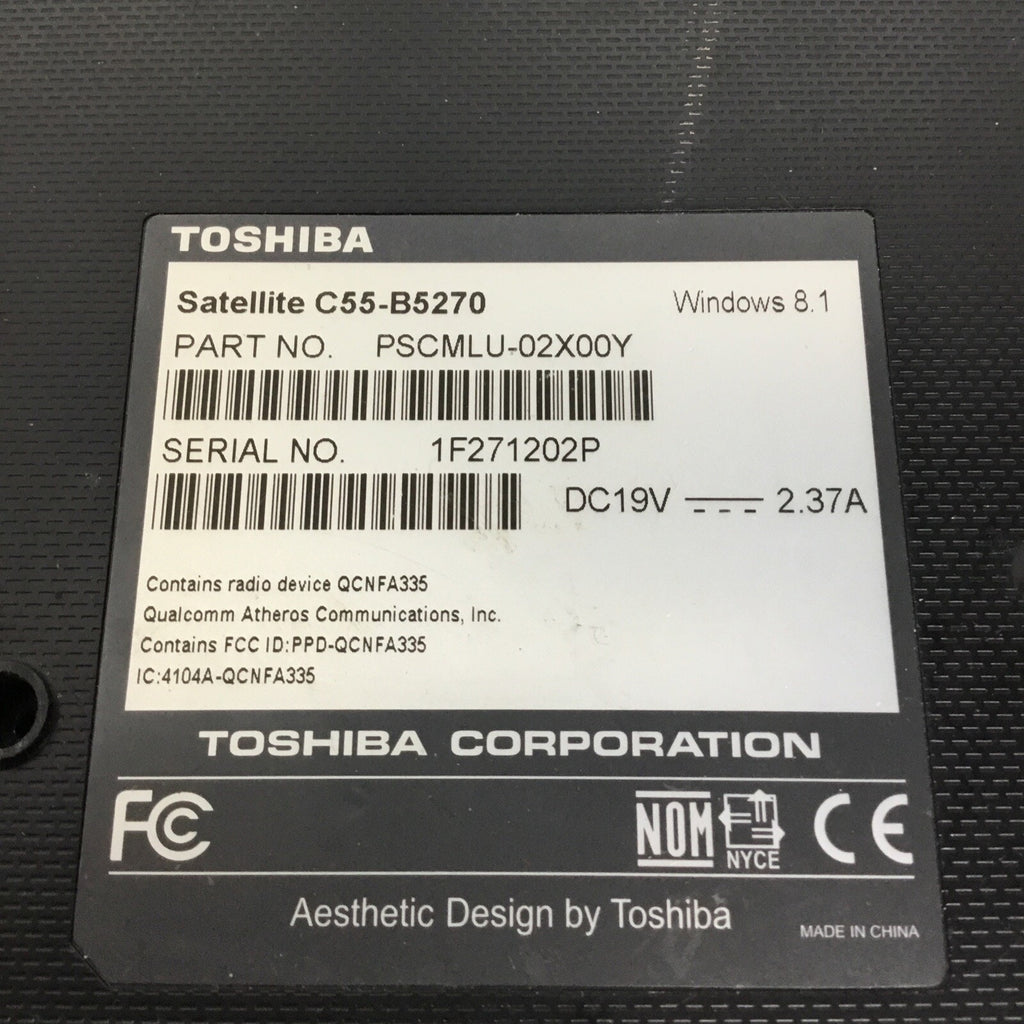 TOSHIBA
Satellite C55-B5270 Windows 8.1
PART NO. PSCMLU-02X00Y
SERIAL NO. 1F271202P
DC19V 2.37A
Contains radio device QCNFA335
Qualcomm Atheros Communications, Inc.
Contains FCC ID:PPD-QCNFA335
IC:4104A-QCNFA335
TOSHIBA CORPORATION
FC NOM NYCE CE
Aesthetic Design by Toshiba
MADE IN CHINA